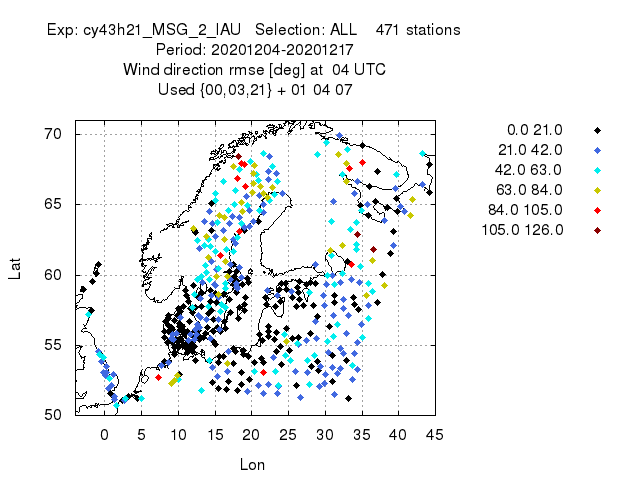 Exp: cy43h21_MSG_2_IAU   Selection: ALL    471 stations
Period: 20201204-20201217
Wind direction rmse [deg] at  04 UTC
Used {00,03,21} + 01 04 07
0.0 21.0
21.0 42.0
42.0 63.0
63.0 84.0
84.0 105.0
105.0 126.0
70
65
60
55
50
Lat
0 5 10 15 20 25 30 35 40 45
Lon